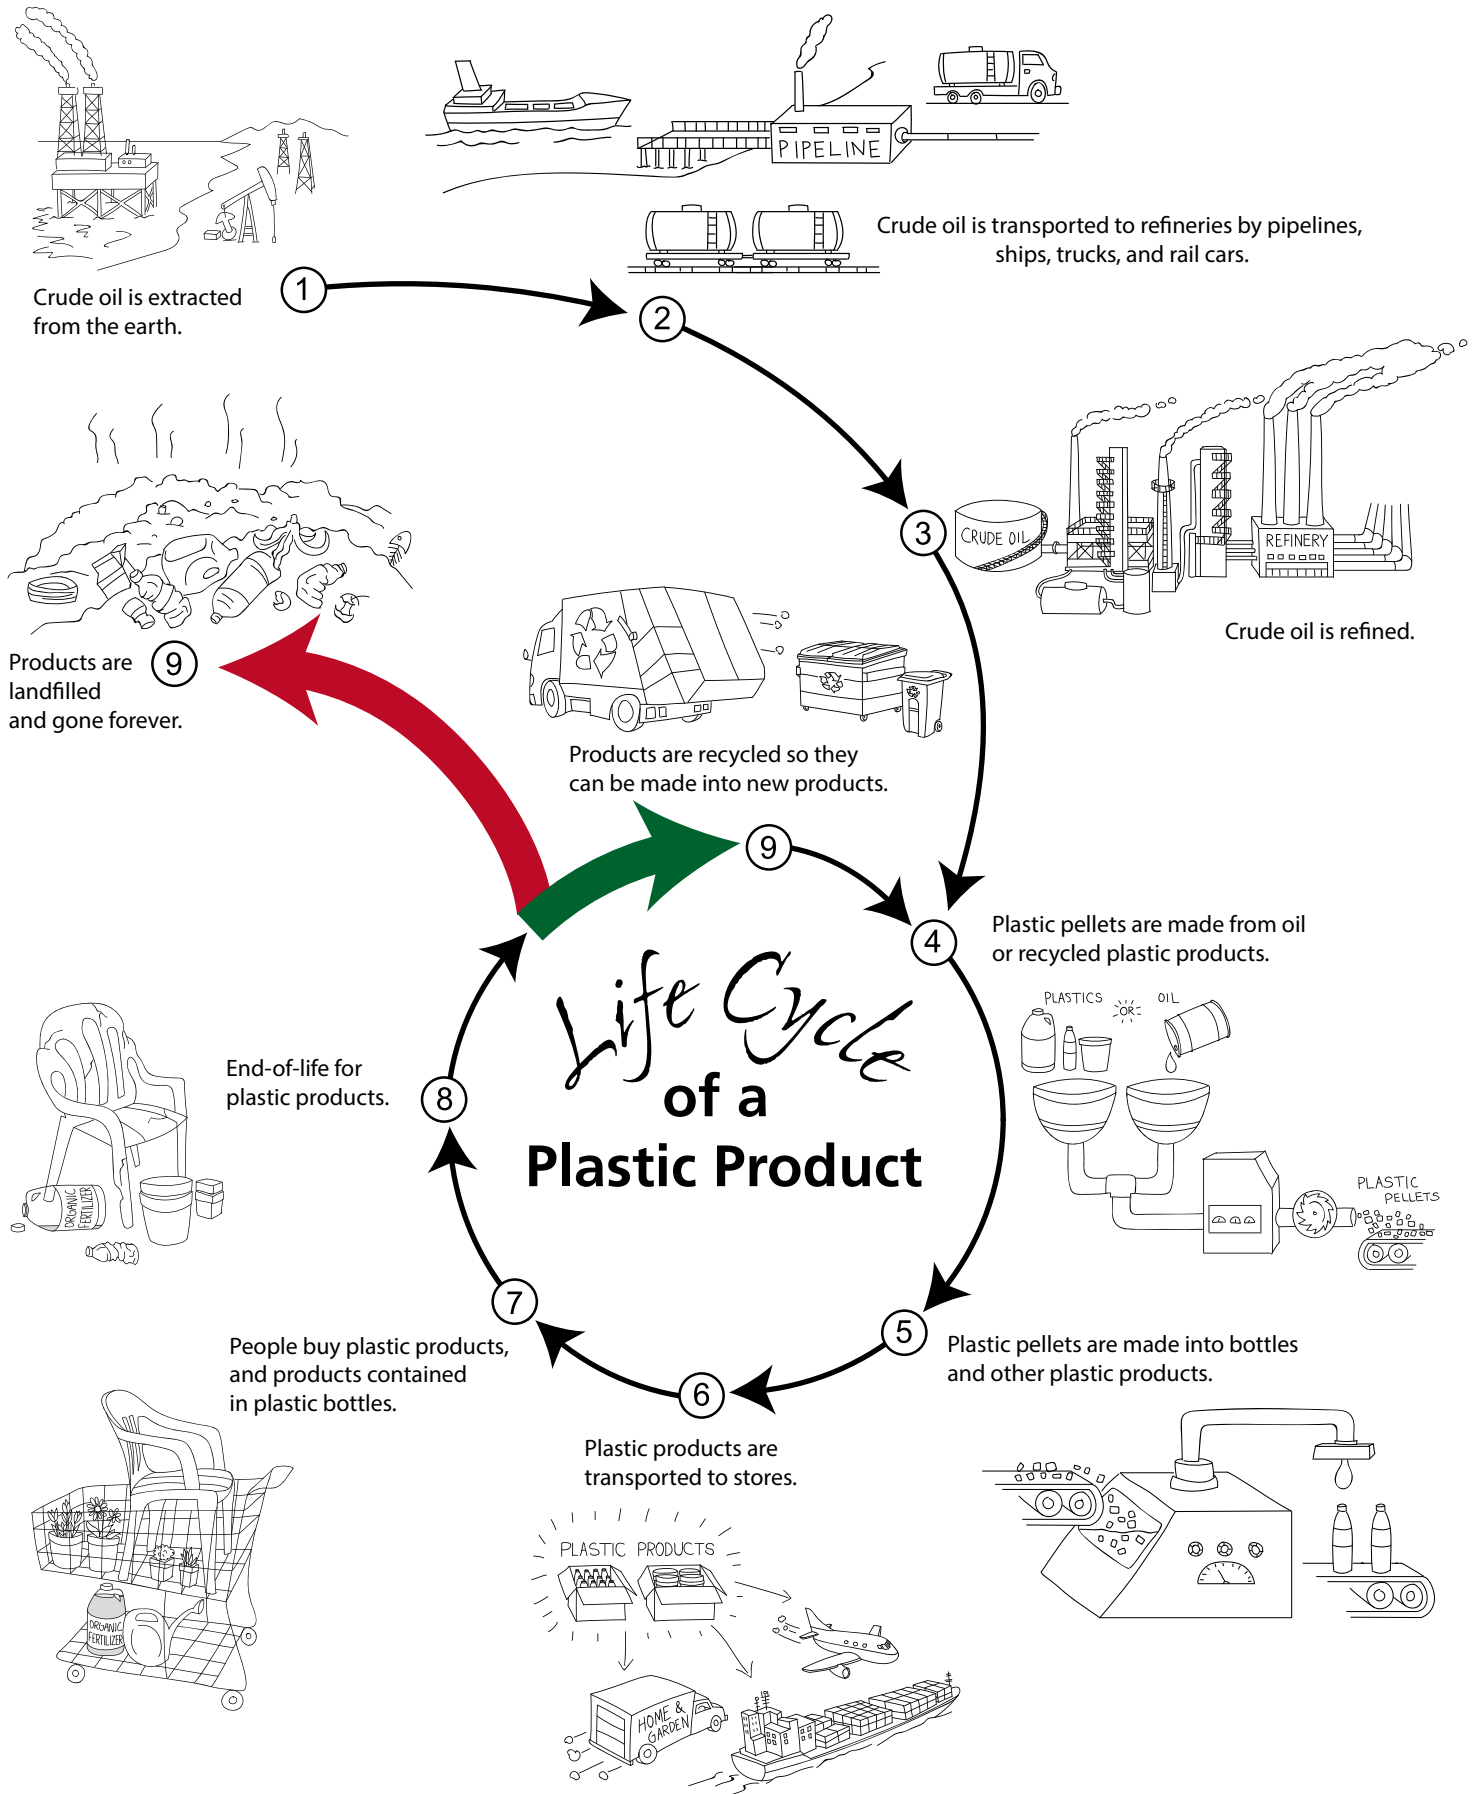 PIPELINE
Crude oil is transported to refineries by pipelines,
ships, trucks, and rail cars.
1
Crude oil is extracted
from the earth.
2
3
CRUDE OIL
REFINERY
Crude oil is refined.
Products are
landfilled
and gone forever.
9
Products are recycled so they
can be made into new products.
9
4
Plastic pellets are made from oil
or recycled plastic products.
PLASTICS
OR
OIL
PLASTIC
PELLETS
Life Cycle
of a
Plastic Product
End-of-life for
plastic products.
8
ORGANIC
FERTILIZER
7
People buy plastic products,
and products contained
in plastic bottles.
5
Plastic pellets are made into bottles
and other plastic products.
6
Plastic products are
transported to stores.
PLASTIC PRODUCTS
ORGANIC
FERTILIZER
HOME &
GARDEN